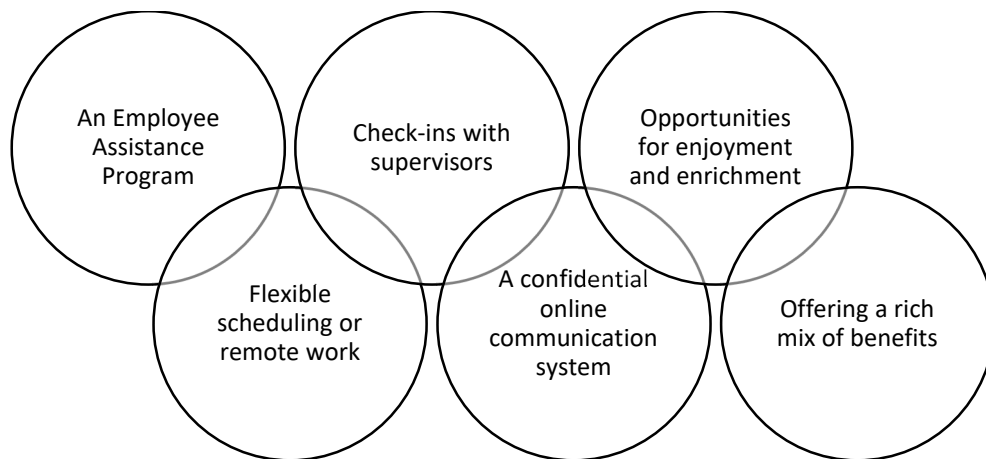 An Employee
Assistance
Program
Check-ins with
supervisors
Opportunities
for enjoyment
and enrichment
Flexible
scheduling or
remote work
A confidential
online
communication
system
Offering a rich
mix of benefits